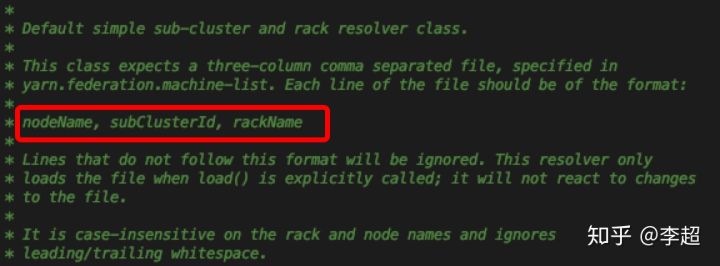 *
* Default simple sub-cluster and rack resolver class.
*
* This class expects a three-column comma separated file, specified in
* yarn.federation.machine-list. Each line of the file should be of the format:
*
* nodeName, subClusterId, rackName
*
* Lines that do not follow this format will be ignored. This resolver only
* loads the file when load() is explicitly called; it will not react to changes
* to the file.
*
* It is case-insensitive on the rack and node names and ignores
* leading/trailing whitespace.
知乎 @李超